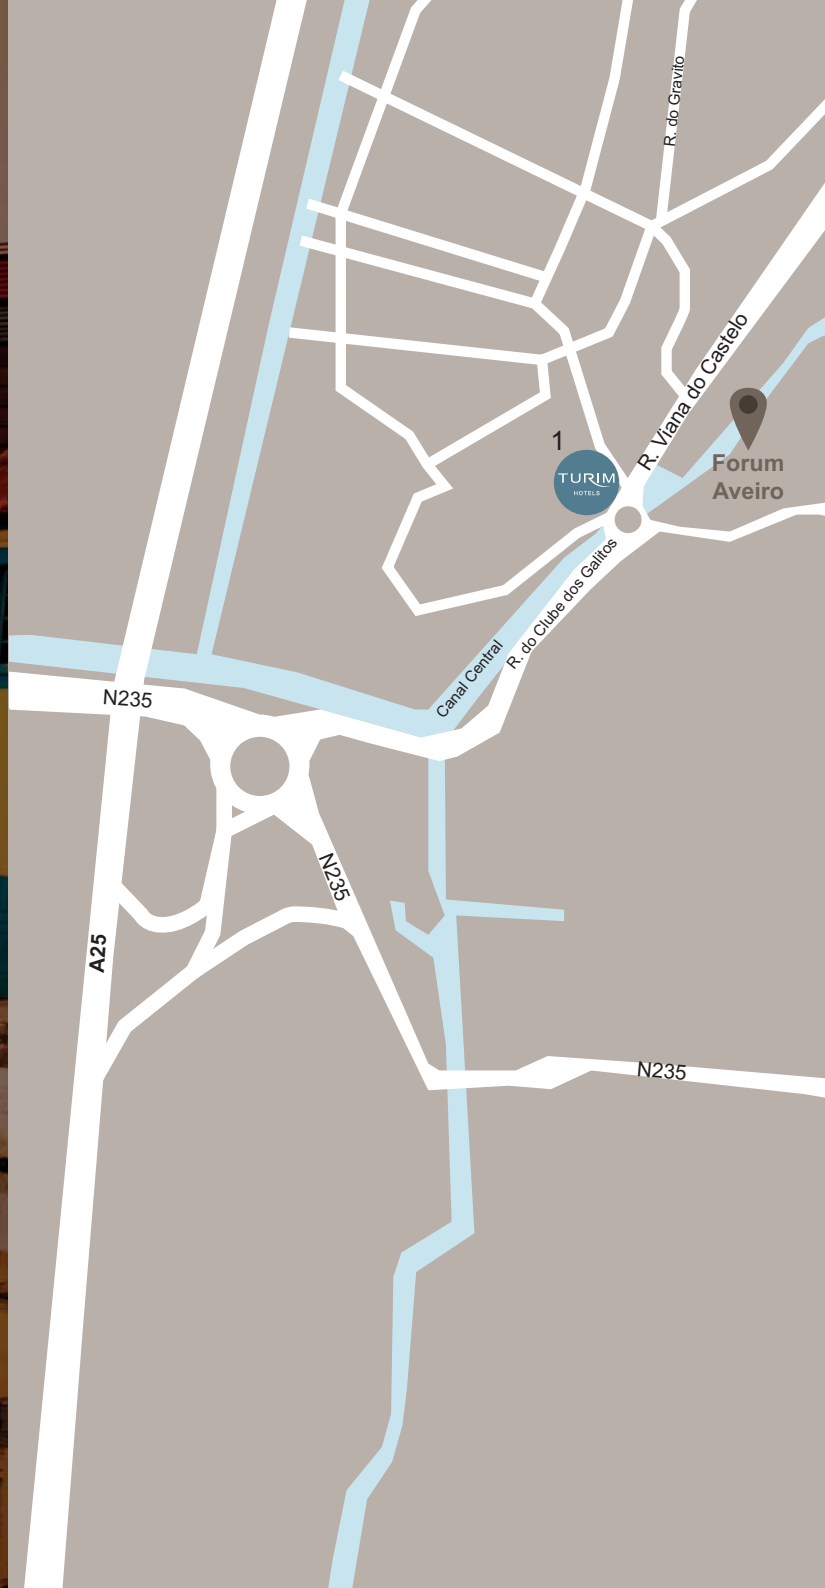 R. do Gravito
R. Viana do Castelo
1
TURIM
HOTELS
Forum
Aveiro
R. do Clube dos Galitos
Canal Central
N235
N235
A25
N235